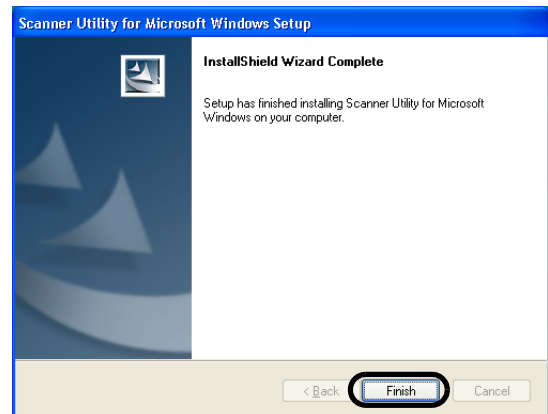 Scanner Utility for Microsoft Windows Setup
InstallShield Wizard Complete
Setup has finished installing Scanner Utility for Microsoft
Windows on your computer.
< Back
Finish
Cancel